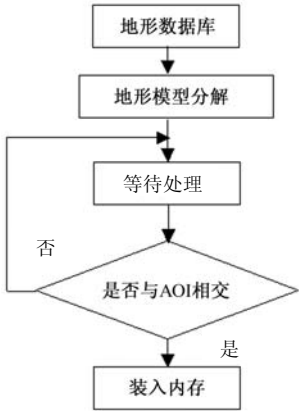 地形数据库
地形模型分解
等待处理
否
是否与AOI相交
是
装入内存